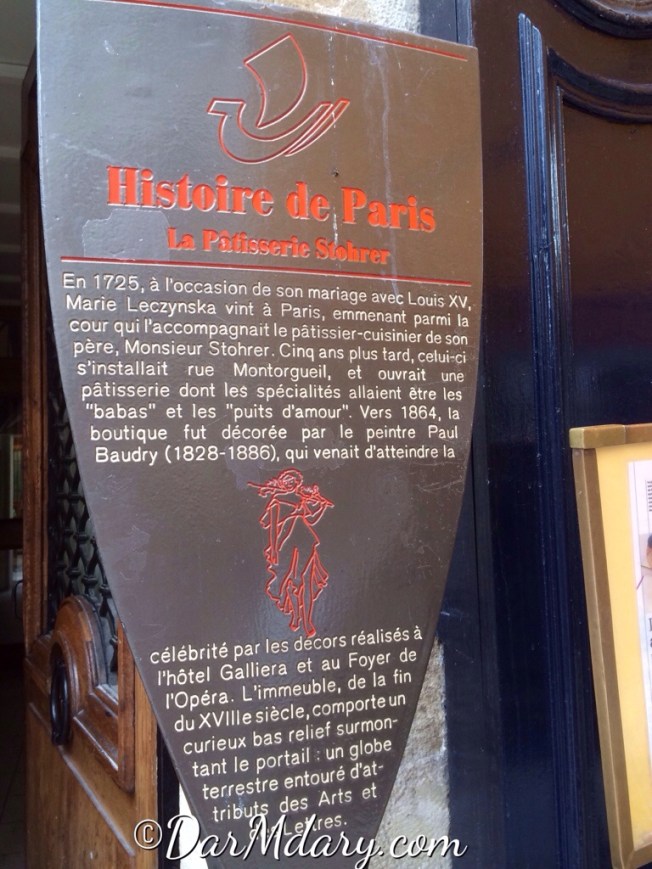 Histoire de Paris
La Pâtisserie Stohrer
En 1725, à l'occasion de son mariage avec Louis XV,
Marie Leczynska vint à Paris, emmenant parmi la
cour qui l'accompagnait le pâtissier-cuisinier de son
père, Monsieur Stohrer. Cinq ans plus tard, celui-ci
s'installait rue Montorgueil, et ouvrait une
pâtisserie dont les spécialités allaient être les
"babas" et les "puits d'amour". Vers 1864, la
boutique fut décorée par le peintre Paul
Baudry (1828-1886), qui venait d'atteindre la
célébrité par les décors réalisés à
l'hôtel Galliera et au Foyer de
l'Opéra. L'immeuble, de la fin
du XVIIIe siècle, comporte un
curieux bas relief surmon-
tant le portail : un globe
terrestre entouré d'at-
tributs des Arts et
Lettres.
©DarMdary.com